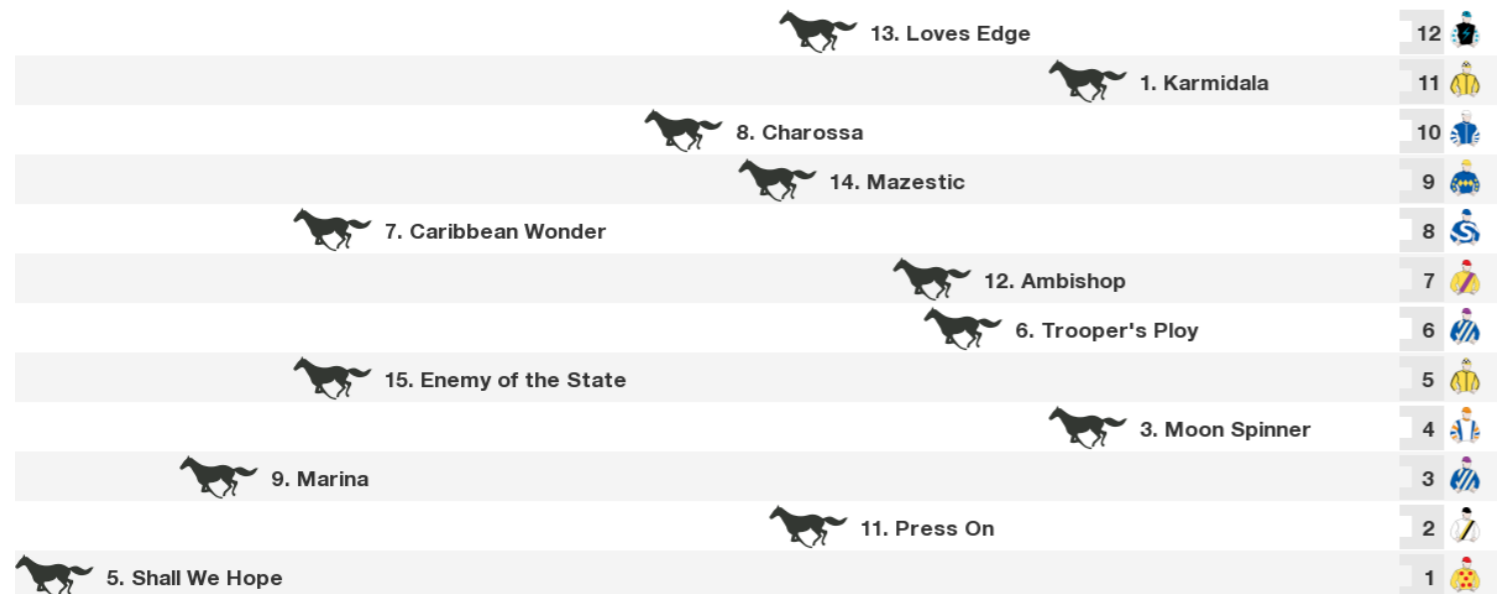 13. Loves Edge 12
1. Karmidala 11
8. Charossa 10
14. Mazestic 9
7. Caribbean Wonder 8
12. Ambishop 7
6. Trooper's Ploy 6
15. Enemy of the State 5
3. Moon Spinner 4
9. Marina 3
11. Press On 2
5. Shall We Hope 1